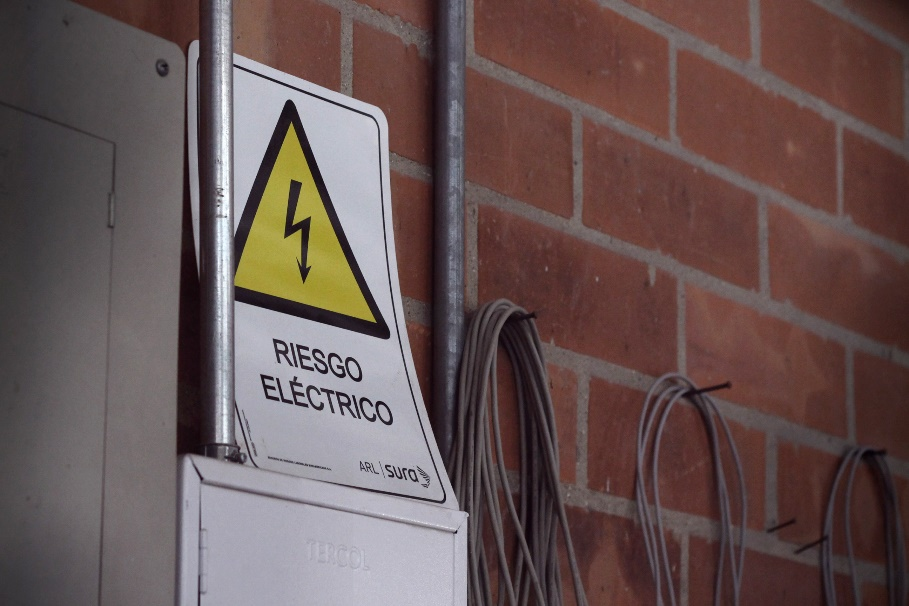 RIESGO
ELÉCTRICO
ARL | sura
TERCOL